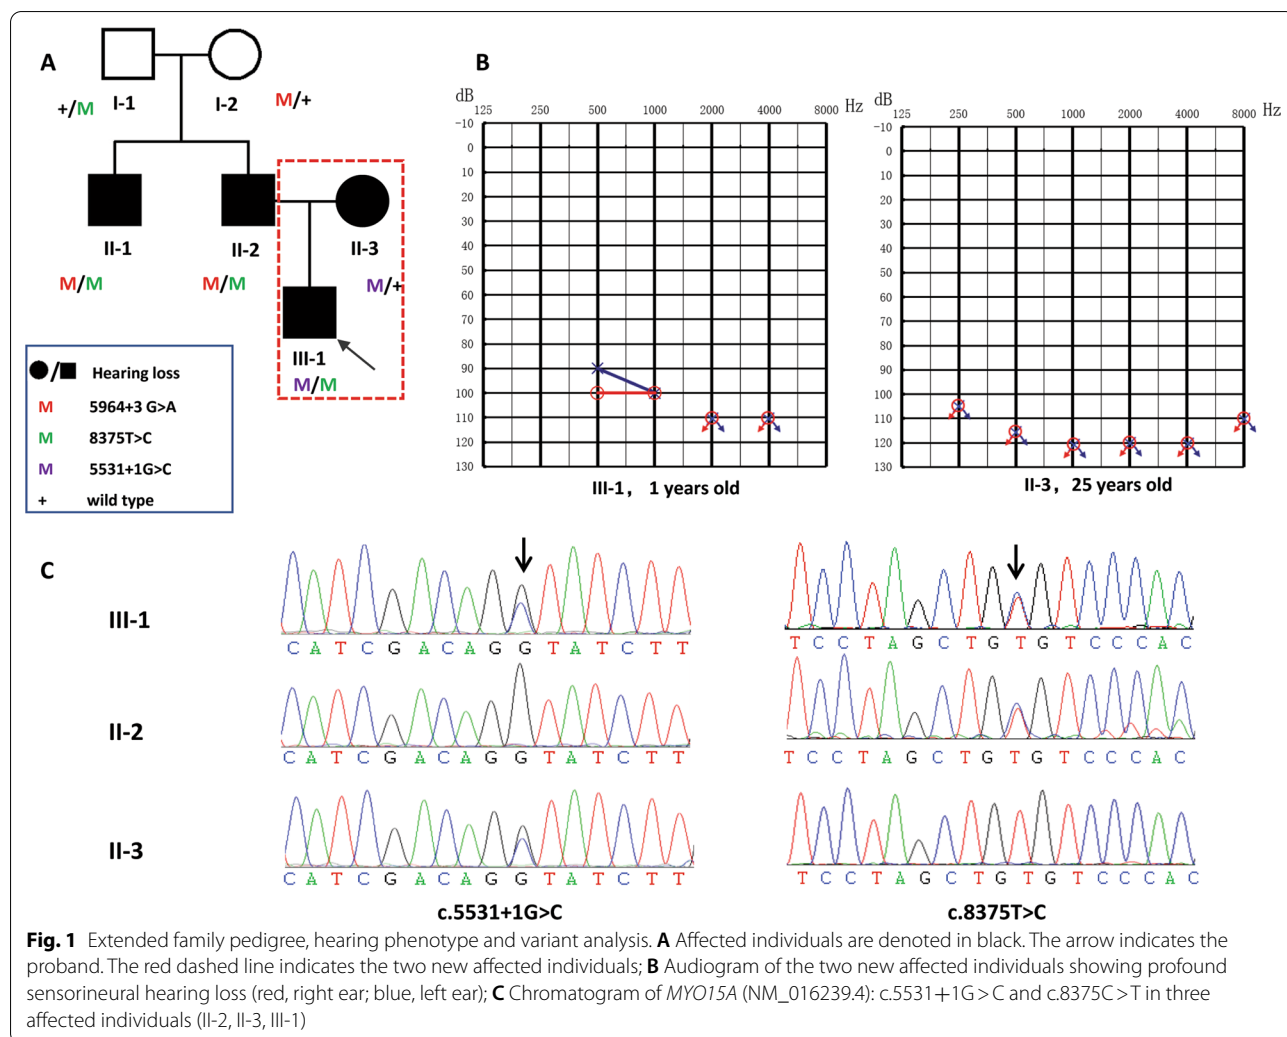 A
I-1
I-2
+/M
M/+
II-1
II-2
II-3
M/M
M/M
M/+
III-1
M/M
●/■ Hearing loss
M 5964+3 G>A
M 8375T>C
M 5531+1G>C
+ wild type
B
dB 125 250 500 1000 2000 4000 8000 Hz
-10
0
10
20
30
40
50
60
70
80
90
100
110
120
130
III-1， 1 years old
dB 125 250 500 1000 2000 4000 8000 Hz
-10
0
10
20
30
40
50
60
70
80
90
100
110
120
130
II-3，25 years old
C
III-1
C A T C G A C A G G T A T C T T
T C C T A G C T G T G T C C C A C
II-2
C A T C G A C A G G T A T C T T
T C C T A G C T G T G T C C C A C
II-3
C A T C G A C A G G T A T C T T
T C C T A G C T G T G T C C C A C
c.5531+1G>C
c.8375T>C
Fig. 1 Extended family pedigree, hearing phenotype and variant analysis. A Affected individuals are denoted in black. The arrow indicates the
proband. The red dashed line indicates the two new affected individuals; B Audiogram of the two new affected individuals showing profound
sensorineural hearing loss (red, right ear; blue, left ear); C Chromatogram of MYO15A (NM_016239.4): c.5531+1G>C and c.8375C>T in three
affected individuals (II-2, II-3, III-1)